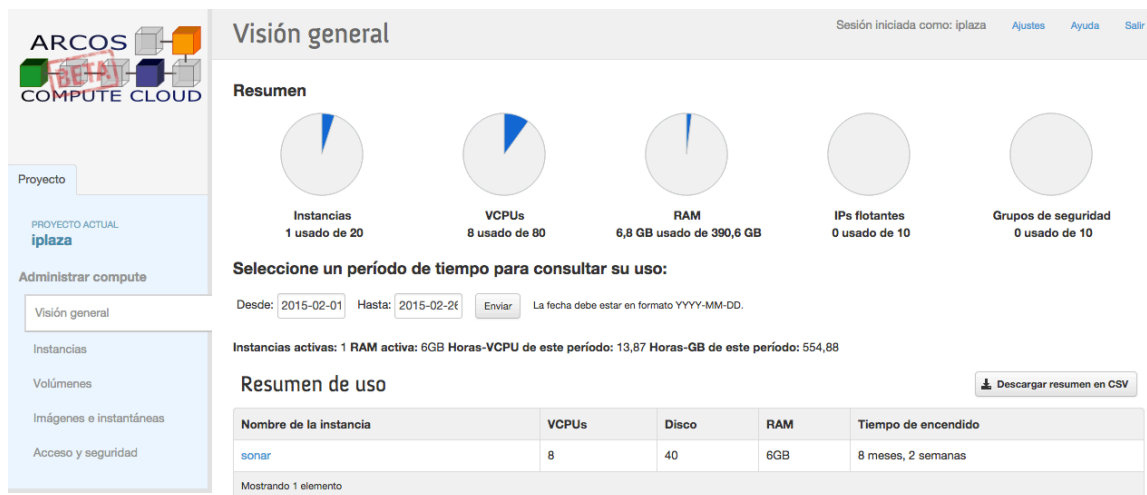 ARCOS
BETA!
COMPUTE CLOUD
Proyecto
PROYECTO ACTUAL
iplaza
Administrar compute
Visión general
Instancias
Volúmenes
Imágenes e instantáneas
Acceso y seguridad
Visión general
Sesión iniciada como: iplaza Ajustes Ayuda Salir
Resumen
Instancias VCPUs RAM IPs flotantes Grupos de seguridad
1 usado de 20 8 usado de 80 6,8 GB usado de 390,6 GB 0 usado de 10 0 usado de 10
Seleccione un período de tiempo para consultar su uso:
Desde: 2015-02-01 Hasta: 2015-02-26 Enviar La fecha debe estar en formato YYYY-MM-DD.
Instancias activas: 1 RAM activa: 6GB Horas-VCPU de este período: 13,87 Horas-GB de este período: 554,88
Resumen de uso Descargar resumen en CSV
Nombre de la instancia VCPUs Disco RAM Tiempo de encendido
sonar 8 40 6GB 8 meses, 2 semanas
Mostrando 1 elemento